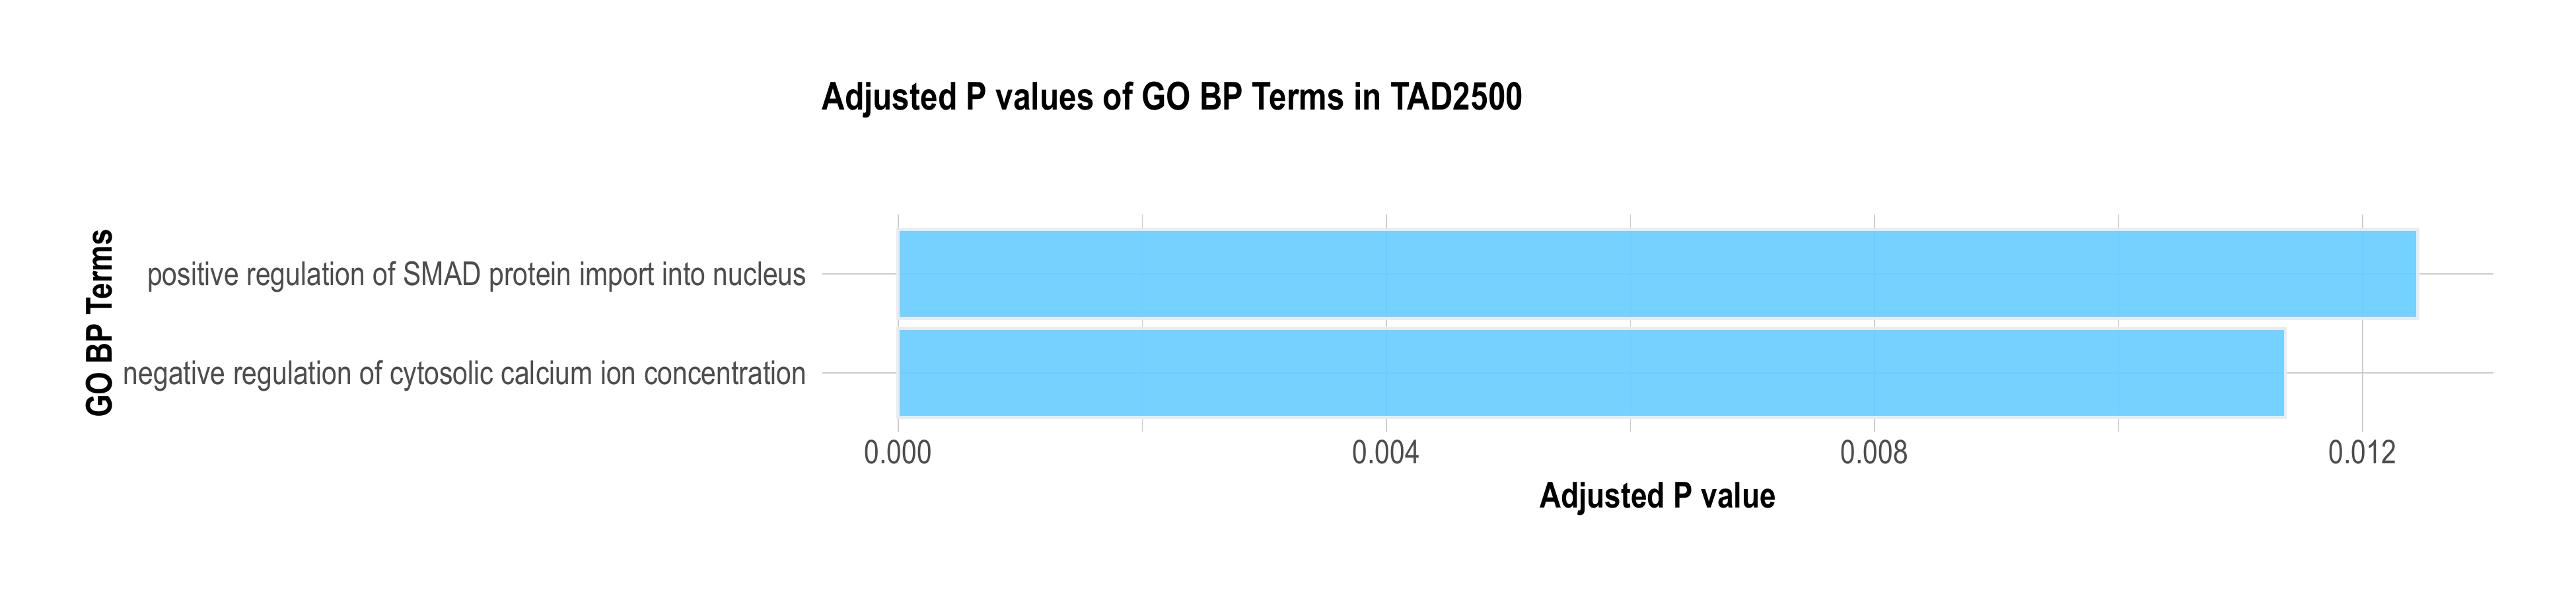 Adjusted P values of GO BP Terms in TAD2500
GO BP Terms
positive regulation of SMAD protein import into nucleus
negative regulation of cytosolic calcium ion concentration
0.000 0.004 0.008 0.012
Adjusted P value